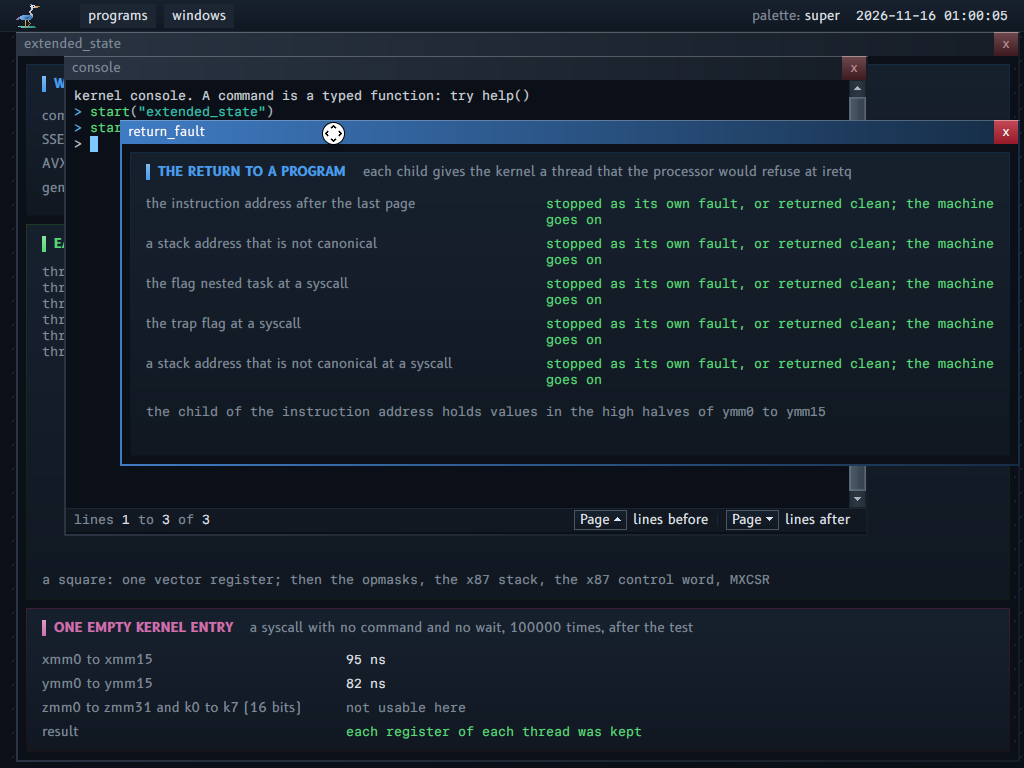 programs windows palette: super 2026-11-16 01:00:05
extended_state x
console x
kernel console. A command is a typed function: try help()
> start("extended_state")
>
>
return_fault x
THE RETURN TO A PROGRAM each child gives the kernel a thread that the processor would refuse at iretq
the instruction address after the last page stopped as its own fault, or returned clean; the machine
goes on
a stack address that is not canonical stopped as its own fault, or returned clean; the machine
goes on
the flag nested task at a syscall stopped as its own fault, or returned clean; the machine
goes on
the trap flag at a syscall stopped as its own fault, or returned clean; the machine
goes on
a stack address that is not canonical at a syscall stopped as its own fault, or returned clean; the machine
goes on
the child of the instruction address holds values in the high halves of ymm0 to ymm15
lines 1 to 3 of 3 Page lines before Page lines after
a square: one vector register; then the opmasks, the x87 stack, the x87 control word, MXCSR
ONE EMPTY KERNEL ENTRY a syscall with no command and no wait, 100000 times, after the test
xmm0 to xmm15 95 ns
ymm0 to ymm15 82 ns
zmm0 to zmm31 and k0 to k7 (16 bits) not usable here
result each register of each thread was kept